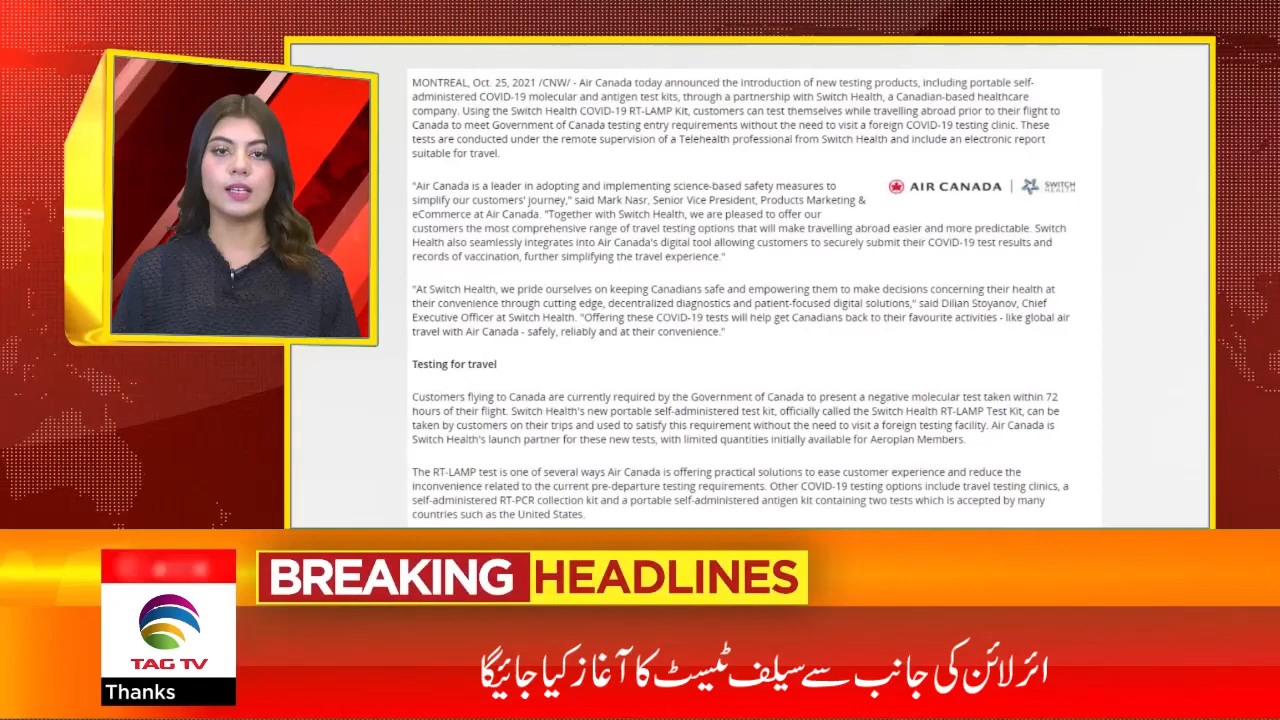 MONTREAL, Oct. 25, 2021 /CNW/ - Air Canada today announced the introduction of new testing products, including portable self-
administered COVID-19 molecular and antigen test kits, through a partnership with Switch Health, a Canadian-based healthcare
company. Using the Switch Health COVID-19 RT-LAMP Kit, customers can test themselves while travelling abroad prior to their flight to
Canada to meet Government of Canada testing entry requirements without the need to visit a foreign COVID-19 testing clinic. These
tests are conducted under the remote supervision of a Telehealth professional from Switch Health and include an electronic report
suitable for travel.
"Air Canada is a leader in adopting and implementing science-based safety measures to
simplify our customers' journey," said Mark Nasr, Senior Vice President, Products Marketing &
eCommerce at Air Canada. "Together with Switch Health, we are pleased to offer our
AIR CANADA | SWITCH HEALTH
customers the most comprehensive range of travel testing options that will make travelling abroad easier and more predictable. Switch
Health also seamlessly integrates into Air Canada's digital tool allowing customers to securely submit their COVID-19 test results and
records of vaccination, further simplifying the travel experience."
"At Switch Health, we pride ourselves on keeping Canadians safe and empowering them to make decisions concerning their health at
their convenience through cutting edge, decentralized diagnostics and patient-focused digital solutions," said Dilian Stoyanov, Chief
Executive Officer at Switch Health. "Offering these COVID-19 tests will help get Canadians back to their favourite activities - like global air
travel with Air Canada - safely, reliably and at their convenience."
Testing for travel
Customers flying to Canada are currently required by the Government of Canada to present a negative molecular test taken within 72
hours of their flight. Switch Health's new portable self-administered test kit, officially called the Switch Health RT-LAMP Test Kit, can be
taken by customers on their trips and used to satisfy this requirement without the need to visit a foreign testing facility. Air Canada is
Switch Health's launch partner for these new tests, with limited quantities initially available for Aeroplan Members.
The RT-LAMP test is one of several ways Air Canada is offering practical solutions to ease customer experience and reduce the
inconvenience related to the current pre-departure testing requirements. Other COVID-19 testing options include travel testing clinics, a
self-administered RT-PCR collection kit and a portable self-administered antigen kit containing two tests which is accepted by many
countries such as the United States.
BREAKING HEADLINES
TAG TV
Thanks
ائر لائن کی جانب سے سیلف ٹیسٹ کا آغاز کیا جائیگا